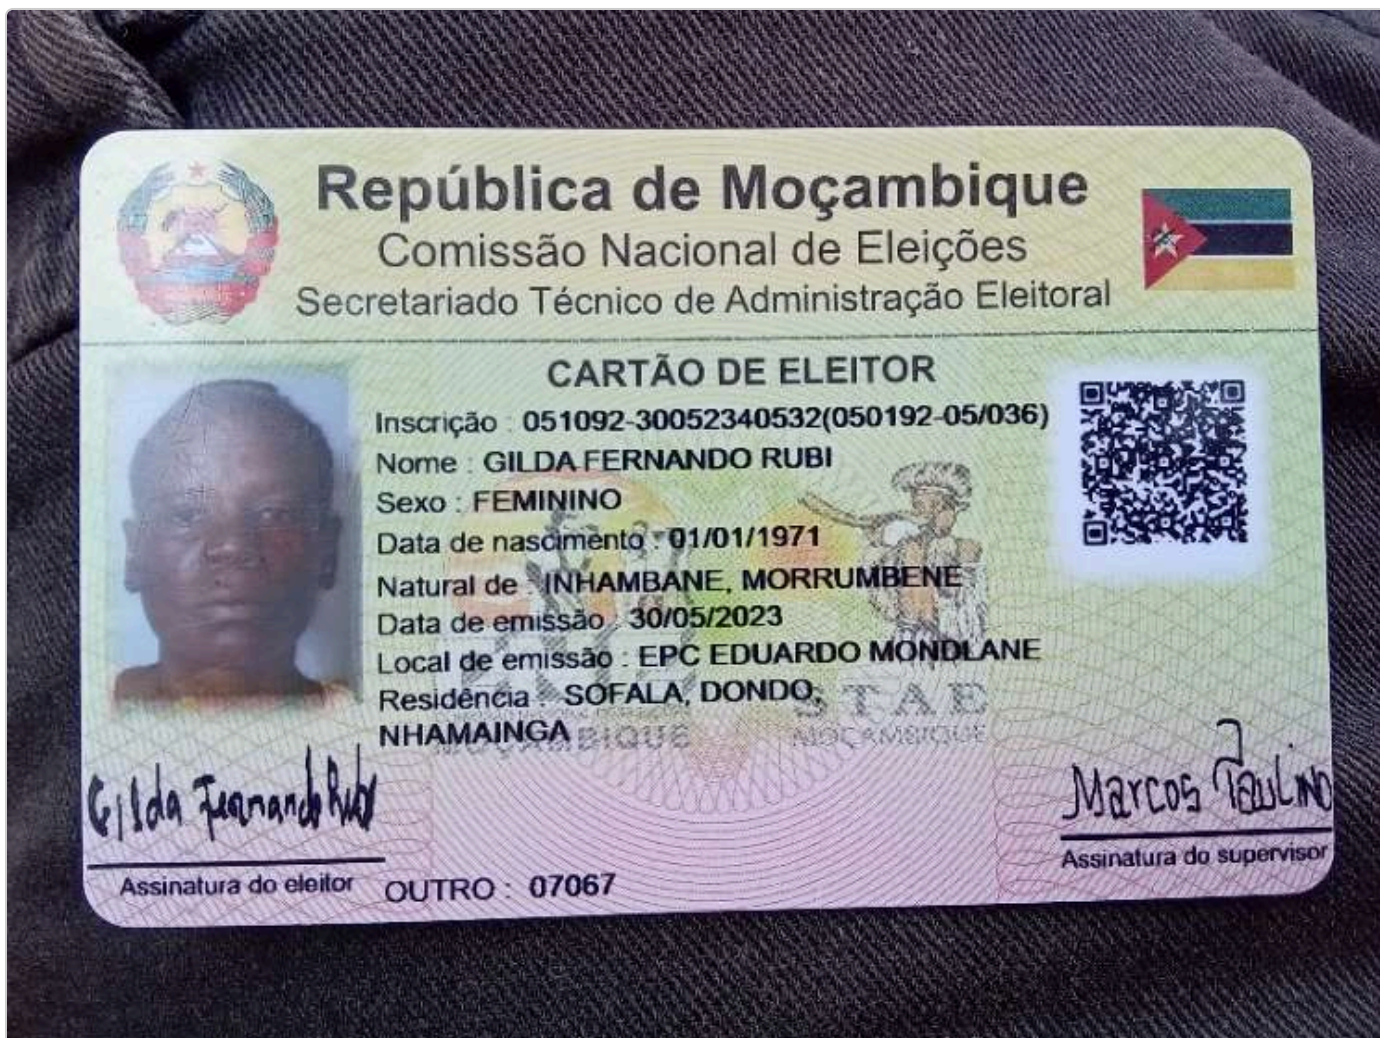 República de Moçambique
Comissão Nacional de Eleições
Secretariado Técnico de Administração Eleitoral
CARTÃO DE ELEITOR
Inscrição : 051092-30052340532(050192-05/036)
Nome : GILDA FERNANDO RUBI
Sexo : FEMININO
Data de nascimento : 01/01/1971
Natural de : INHAMBANE, MORRUMBENE
Data de emissão : 30/05/2023
Local de emissão : EPC EDUARDO MONDLANE
Residência : SOFALA, DONDO,
NHAMAINGA
STAE
MOÇAMBIQUE
MOÇAMBIQUE
Gilda Fernando Rubi
Marcos Paulino
Assinatura do eleitor
Assinatura do supervisor
OUTRO : 07067